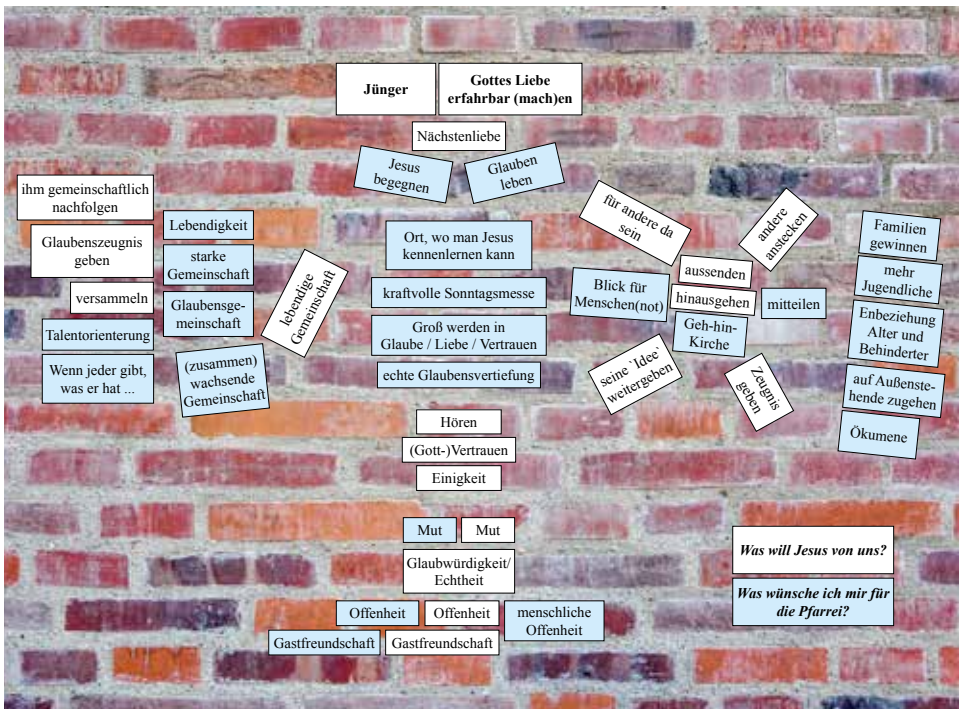 Jünger
Gottes Liebe
erfahrbar (mach)en
Nächstenliebe
Jesus
begegnen
Glauben
leben
ihm gemeinschaftlich
nachfolgen
Glaubenszeugnis
geben
versammeln
Talentorienterung
Wenn jeder gibt,
was er hat ...
Lebendigkeit
starke
Gemeinschaft
Glaubensge-
meinschaft
(zusammen)
wachsende
Gemeinschaft
lebendige
Gemeinschaft
Ort, wo man Jesus
kennenlernen kann
kraftvolle Sonntagsmesse
Groß werden in
Glaube / Liebe / Vertrauen
echte Glaubensvertiefung
für andere da
sein
andere
anstecken
aussenden
Blick für
Menschen(not)
hinausgehen
mitteilen
Geh-hin-
Kirche
seine `Idee´
weitergeben
Zeugnis
geben
Familien
gewinnen
mehr
Jugendliche
Enbeziehung
Alter und
Behinderter
auf Außenste-
hende zugehen
Ökumene
Hören
(Gott-)Vertrauen
Einigkeit
Mut
Mut
Glaubwürdigkeit/
Echtheit
Offenheit
Offenheit
menschliche
Offenheit
Gastfreundschaft
Gastfreundschaft
Was will Jesus von uns?
Was wünsche ich mir für
die Pfarrei?